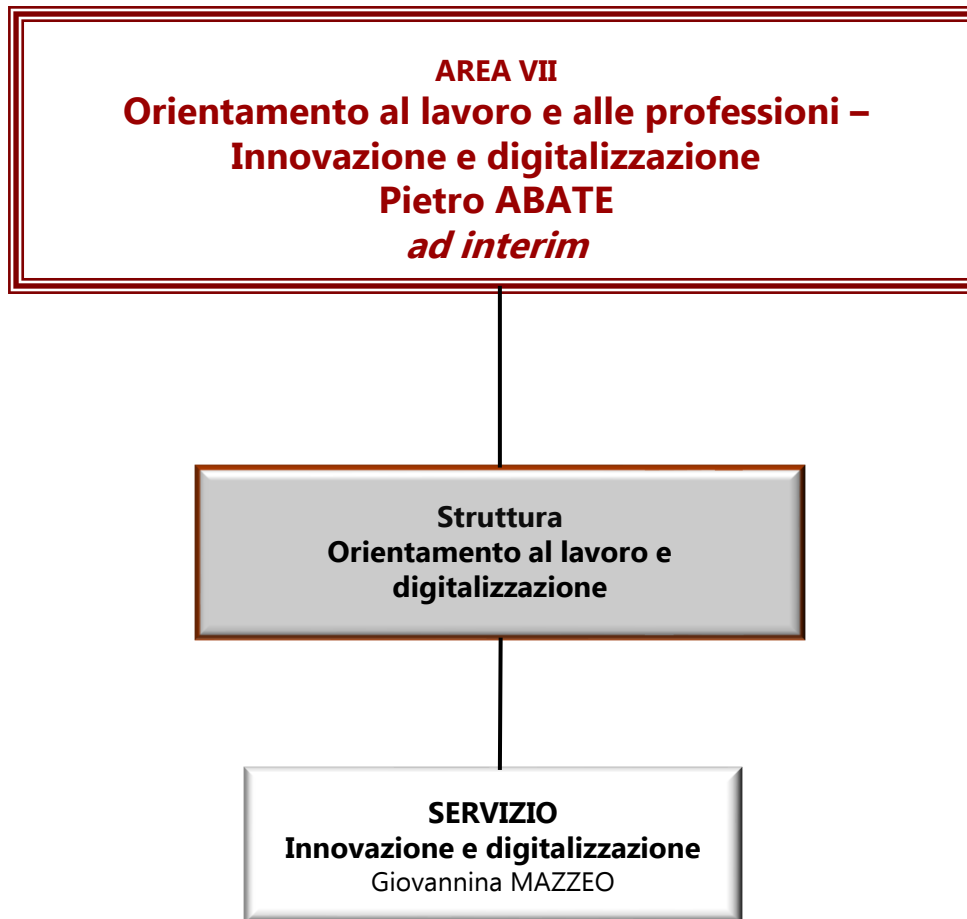 AREA VII
Orientamento al lavoro e alle professioni –
Innovazione e digitalizzazione
Pietro ABATE
ad interim
Struttura
Orientamento al lavoro e
digitalizzazione
SERVIZIO
Innovazione e digitalizzazione
Giovannina MAZZEO